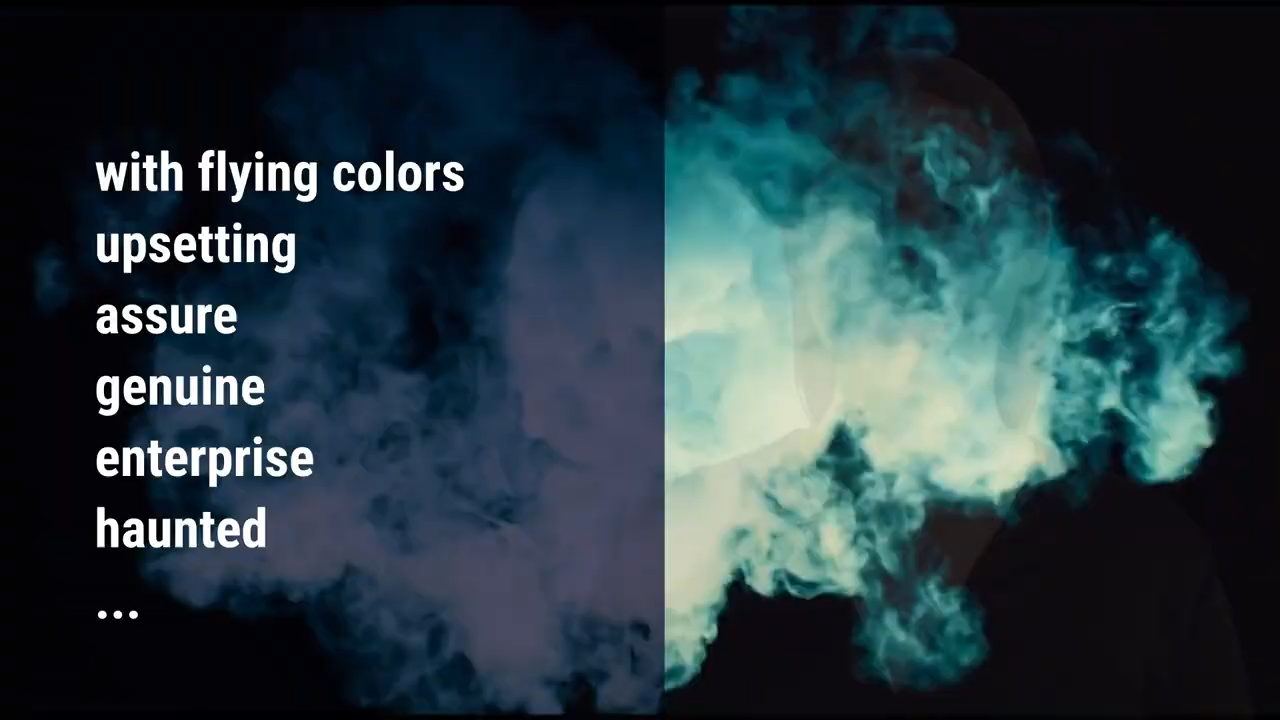 with flying colors
upsetting
assure
genuine
enterprise
haunted
...